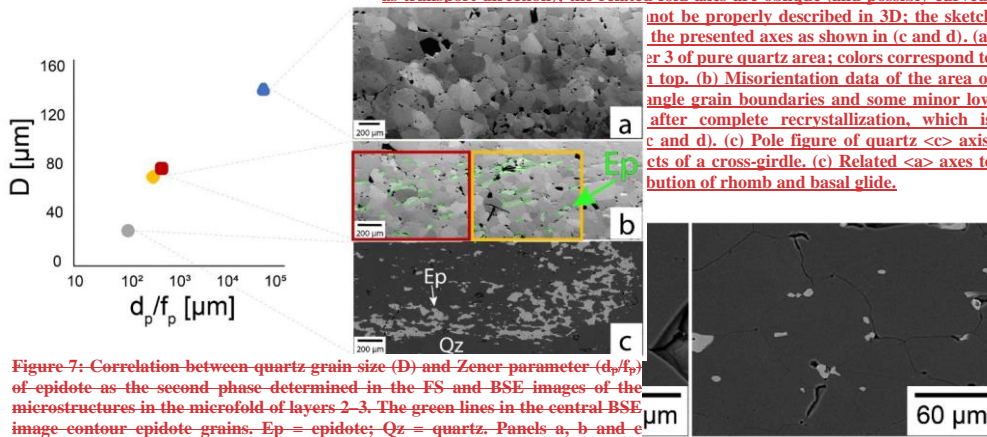 not be properly described in 3D; the sketch
the presented axes as shown in (c and d). (a
er 3 of pure quartz area; colors correspond to
top. (b) Misorientation data of the area o
angle grain boundaries and some minor low
after complete recrystallization, which is
c and d). (c) Pole figure of quartz <c> axis
cts of a cross-girdle. (c) Related <a> axes to
bution of rhomb and basal glide.
D [µm]
160
120
80
40
0
10
10²
10³
10⁴
10⁵
dₚ/fₚ [µm]
200 µm
a
Ep
200 µm
200 µm
b
Ep
Qz
200 µm
c
µm
60 µm
Figure 7: Correlation between quartz grain size (D) and Zener parameter (dₚ/fₚ)
of epidote as the second phase determined in the FS and BSE images of the
microstructures in the microfold of layers 2–3. The green lines in the central BSE
image contour epidote grains. Ep = epidote; Qz = quartz. Panels a, b and c